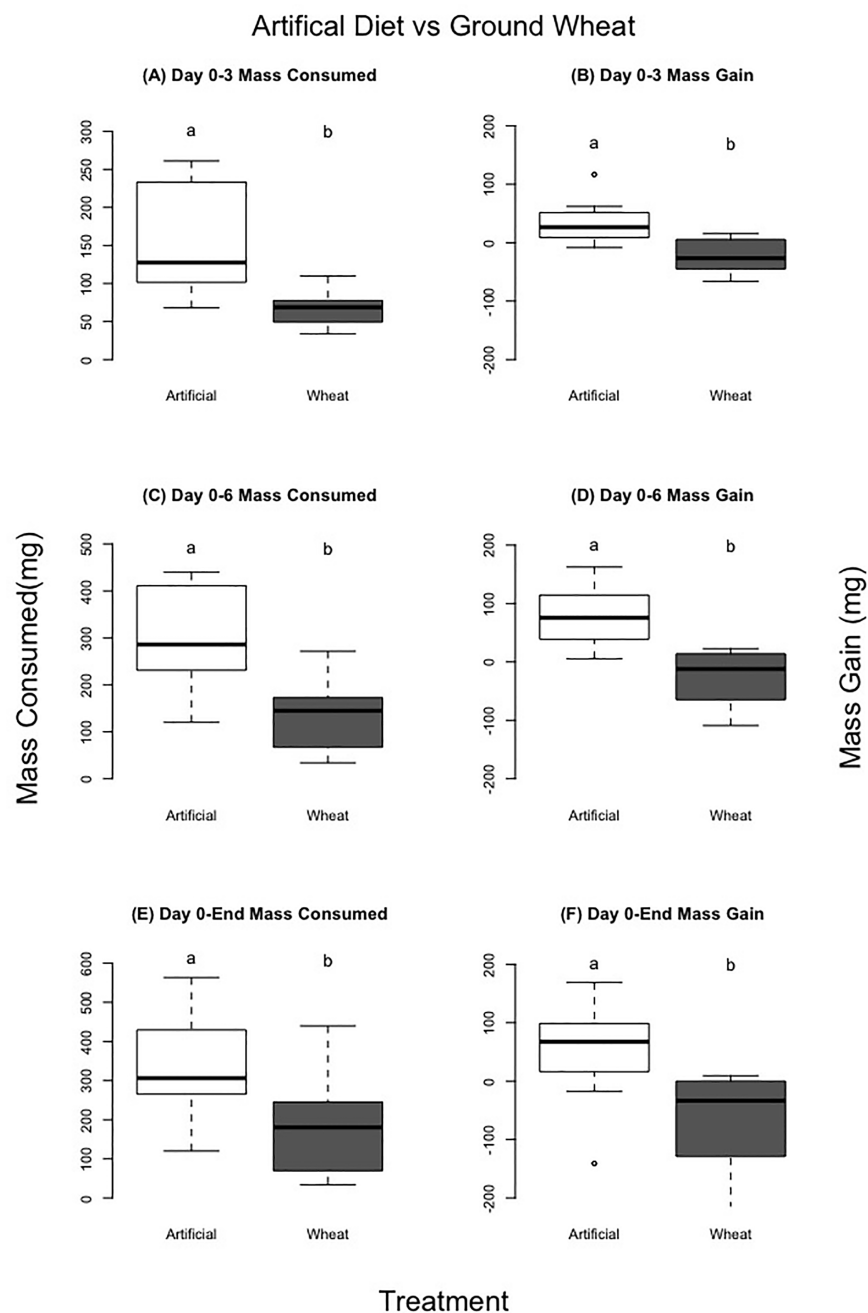 Artifical Diet vs Ground Wheat
(A) Day 0-3 Mass Consumed
a
b
300
250
200
150
100
50
0
Artificial
Wheat
(B) Day 0-3 Mass Gain
a
b
200
100
0
-100
-200
Artificial
Wheat
(C) Day 0-6 Mass Consumed
a
b
500
400
300
200
100
0
Artificial
Wheat
(D) Day 0-6 Mass Gain
a
b
200
100
0
-100
-200
Artificial
Wheat
Mass Consumed(mg)
Mass Gain (mg)
(E) Day 0-End Mass Consumed
a
b
600
500
400
300
200
100
0
Artificial
Wheat
(F) Day 0-End Mass Gain
a
b
200
100
0
-100
-200
Artificial
Wheat
Treatment